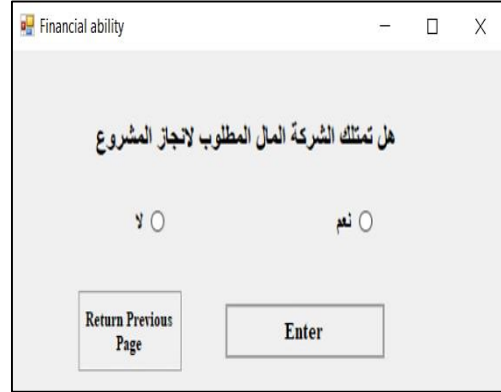 Financial ability
هل تمتلك الشركة المال المطلوب لانجاز المشروع
نعم
لا
Return Previous
Page
Enter